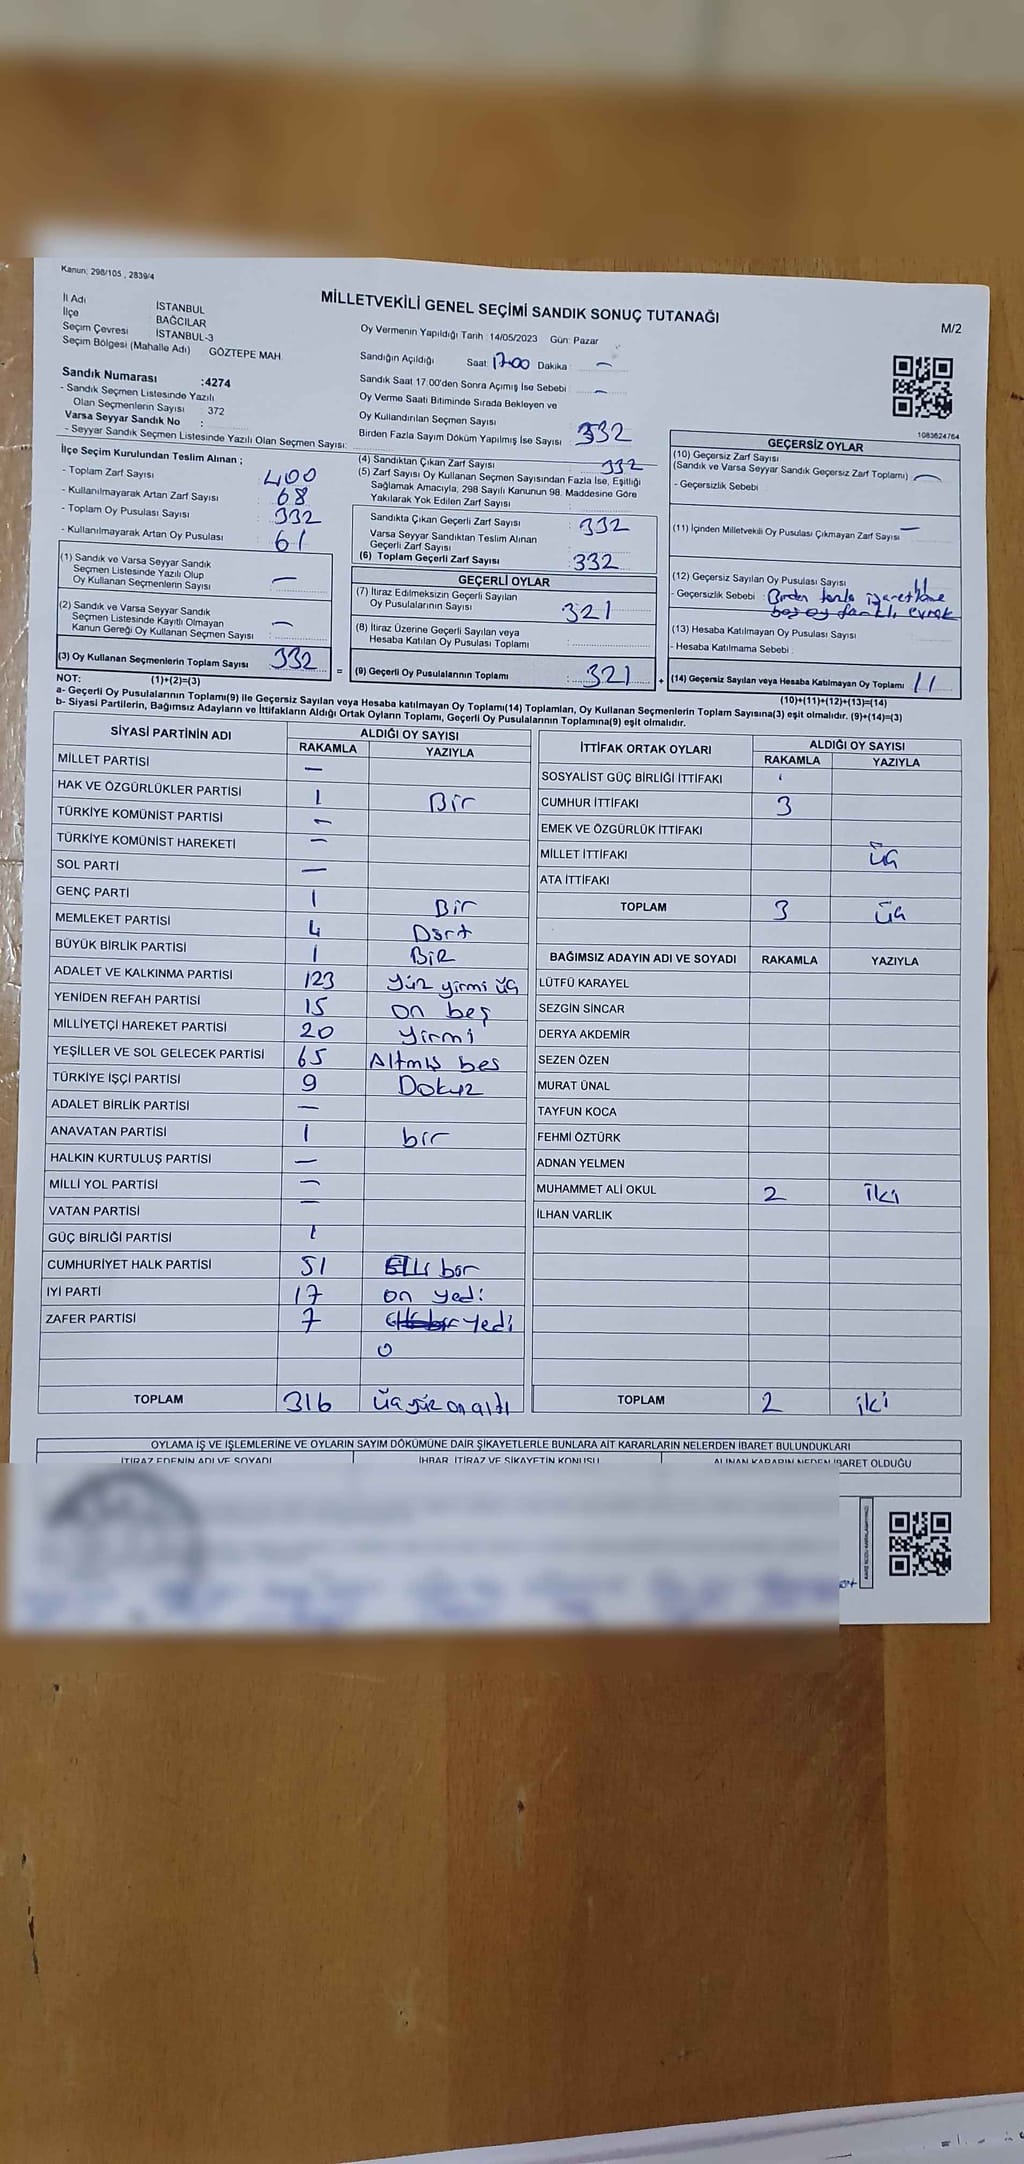 Kanun; 298/105 , 2839/4
MİLLETVEKİLİ GENEL SEÇİMİ SANDIK SONUÇ TUTANAĞI
M/2
İl Adı İSTANBUL
İlçe BAĞCILAR
Seçim Çevresi İSTANBUL-3
Seçim Bölgesi (Mahalle Adı) GÖZTEPE MAH.
Sandık Numarası :4274
- Sandık Seçmen Listesinde Yazılı
Olan Seçmenlerin Sayısı : 372
Varsa Seyyar Sandık No :
- Seyyar Sandık Seçmen Listesinde Yazılı Olan Seçmen Sayısı:
Oy Vermenin Yapıldığı Tarih :14/05/2023 Gün: Pazar
Sandığın Açıldığı Saat: 17:00 Dakika : —
Sandık Saat 17:00'den Sonra Açımış İse Sebebi : —
Oy Verme Saati Bitiminde Sırada Bekleyen ve
Oy Kullandırılan Seçmen Sayısı
Birden Fazla Sayım Döküm Yapılmış İse Sayısı : 332
1083624764
İlçe Seçim Kurulundan Teslim Alınan ;
- Toplam Zarf Sayısı 400
- Kullanılmayarak Artan Zarf Sayısı : 68
- Toplam Oy Pusulası Sayısı : 332
- Kullanılmayarak Artan Oy Pusulası : 61
(1) Sandık ve Varsa Seyyar Sandık
Seçmen Listesinde Yazılı Olup
Oy Kullanan Seçmenlerin Sayısı —
(2) Sandık ve Varsa Seyyar Sandık
Seçmen Listesinde Kayıtlı Olmayan
Kanun Gereği Oy Kullanan Seçmen Sayısı : —
(3) Oy Kullanan Seçmenlerin Toplam Sayısı 332
(4) Sandıktan Çıkan Zarf Sayısı 332
(5) Zarf Sayısı Oy Kullanan Seçmen Sayısından Fazla İse, Eşitliği
Sağlamak Amacıyla, 298 Sayılı Kanunun 98. Maddesine Göre
Yakılarak Yok Edilen Zarf Sayısı
Sandıkta Çıkan Geçerli Zarf Sayısı : 332
Varsa Seyyar Sandıktan Teslim Alınan
Geçerli Zarf Sayısı
(6) Toplam Geçerli Zarf Sayısı 332
GEÇERLİ OYLAR
(7) İtiraz Edilmeksizin Geçerli Sayılan
Oy Pusulalarının Sayısı 321
(8) İtiraz Üzerine Geçerli Sayılan veya
Hesaba Katılan Oy Pusulası Toplamı
= (9) Geçerli Oy Pusulalarının Toplamı : 321
GEÇERSİZ OYLAR
(10) Geçersiz Zarf Sayısı
(Sandık ve Varsa Seyyar Sandık Geçersiz Zarf Toplamı) —
- Geçersizlik Sebebi
(11) İçinden Milletvekili Oy Pusulası Çıkmayan Zarf Sayısı —
(12) Geçersiz Sayılan Oy Pusulası Sayısı : 11
- Geçersizlik Sebebi : Birden fazla işaretleme
boş oy evrak
(13) Hesaba Katılmayan Oy Pusulası Sayısı
- Hesaba Katılmama Sebebi
+ (14) Geçersiz Sayılan veya Hesaba Katılmayan Oy Toplamı 11
NOT: (1)+(2)=(3)
(10)+(11)+(12)+(13)=(14)
a- Geçerli Oy Pusulalarının Toplamı(9) ile Geçersiz Sayılan veya Hesaba katılmayan Oy Toplamı(14) Toplamları, Oy Kullanan Seçmenlerin Toplam Sayısına(3) eşit olmalıdır. (9)+(14)=(3)
b- Siyasi Partilerin, Bağımsız Adayların ve İttifakların Aldığı Ortak Oyların Toplamı, Geçerli Oy Pusulalarının Toplamına(9) eşit olmalıdır.
SİYASİ PARTİNİN ADI ALDIĞI OY SAYISI
RAKAMLA YAZIYLA
MİLLET PARTİSİ —
HAK VE ÖZGÜRLÜKLER PARTİSİ 1 Bir
TÜRKİYE KOMÜNİST PARTİSİ —
TÜRKİYE KOMÜNİST HAREKETİ —
SOL PARTİ —
GENÇ PARTİ 1 Bir
MEMLEKET PARTİSİ 4 Dört
BÜYÜK BİRLİK PARTİSİ 1 BİR
ADALET VE KALKINMA PARTİSİ 123 yüz yirmi üç
YENİDEN REFAH PARTİSİ 15 on beş
MİLLİYETÇİ HAREKET PARTİSİ 20 yirmi
YEŞİLLER VE SOL GELECEK PARTİSİ 65 Altmış beş
TÜRKİYE İŞÇİ PARTİSİ 9 Dokuz
ADALET BİRLİK PARTİSİ —
ANAVATAN PARTİSİ 1 bir
HALKIN KURTULUŞ PARTİSİ —
MİLLİ YOL PARTİSİ —
VATAN PARTİSİ —
GÜÇ BİRLİĞİ PARTİSİ 1
CUMHURİYET HALK PARTİSİ 51 Elli bir
İYİ PARTİ 17 on yedi
ZAFER PARTİSİ 7 yedi
TOPLAM 316 üç yüz on altı
İTTİFAK ORTAK OYLARI ALDIĞI OY SAYISI
RAKAMLA YAZIYLA
SOSYALİST GÜÇ BİRLİĞİ İTTİFAKI
CUMHUR İTTİFAKI 3
EMEK VE ÖZGÜRLÜK İTTİFAKI
MİLLET İTTİFAKI üç
ATA İTTİFAKI
TOPLAM 3 üç
BAĞIMSIZ ADAYIN ADI VE SOYADI RAKAMLA YAZIYLA
LÜTFÜ KARAYEL
SEZGİN SİNCAR
DERYA AKDEMİR
SEZEN ÖZEN
MURAT ÜNAL
TAYFUN KOCA
FEHMİ ÖZTÜRK
ADNAN YELMEN
MUHAMMET ALİ OKUL 2 İki
İLHAN VARLIK
TOPLAM 2 iki
OYLAMA İŞ VE İŞLEMLERİNE VE OYLARIN SAYIM DÖKÜMÜNE DAİR ŞİKAYETLERLE BUNLARA AİT KARARLARIN NELERDEN İBARET BULUNDUKLARI
İTİRAZ EDENİN ADI VE SOYADI İHBAR, İTİRAZ VE ŞİKAYETİN KONUSU ALINAN KARARIN NEDEN İBARET OLDUĞU